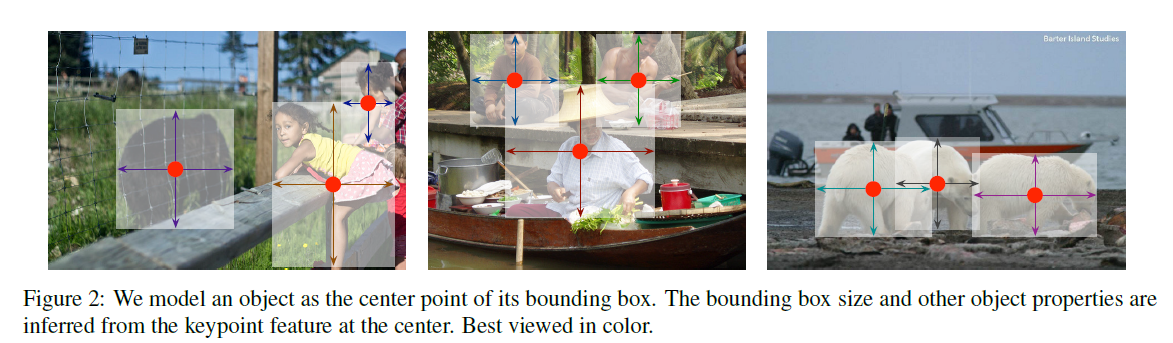 Barter Island Studies
Figure 2: We model an object as the center point of its bounding box. The bounding box size and other object properties are
inferred from the keypoint feature at the center. Best viewed in color.